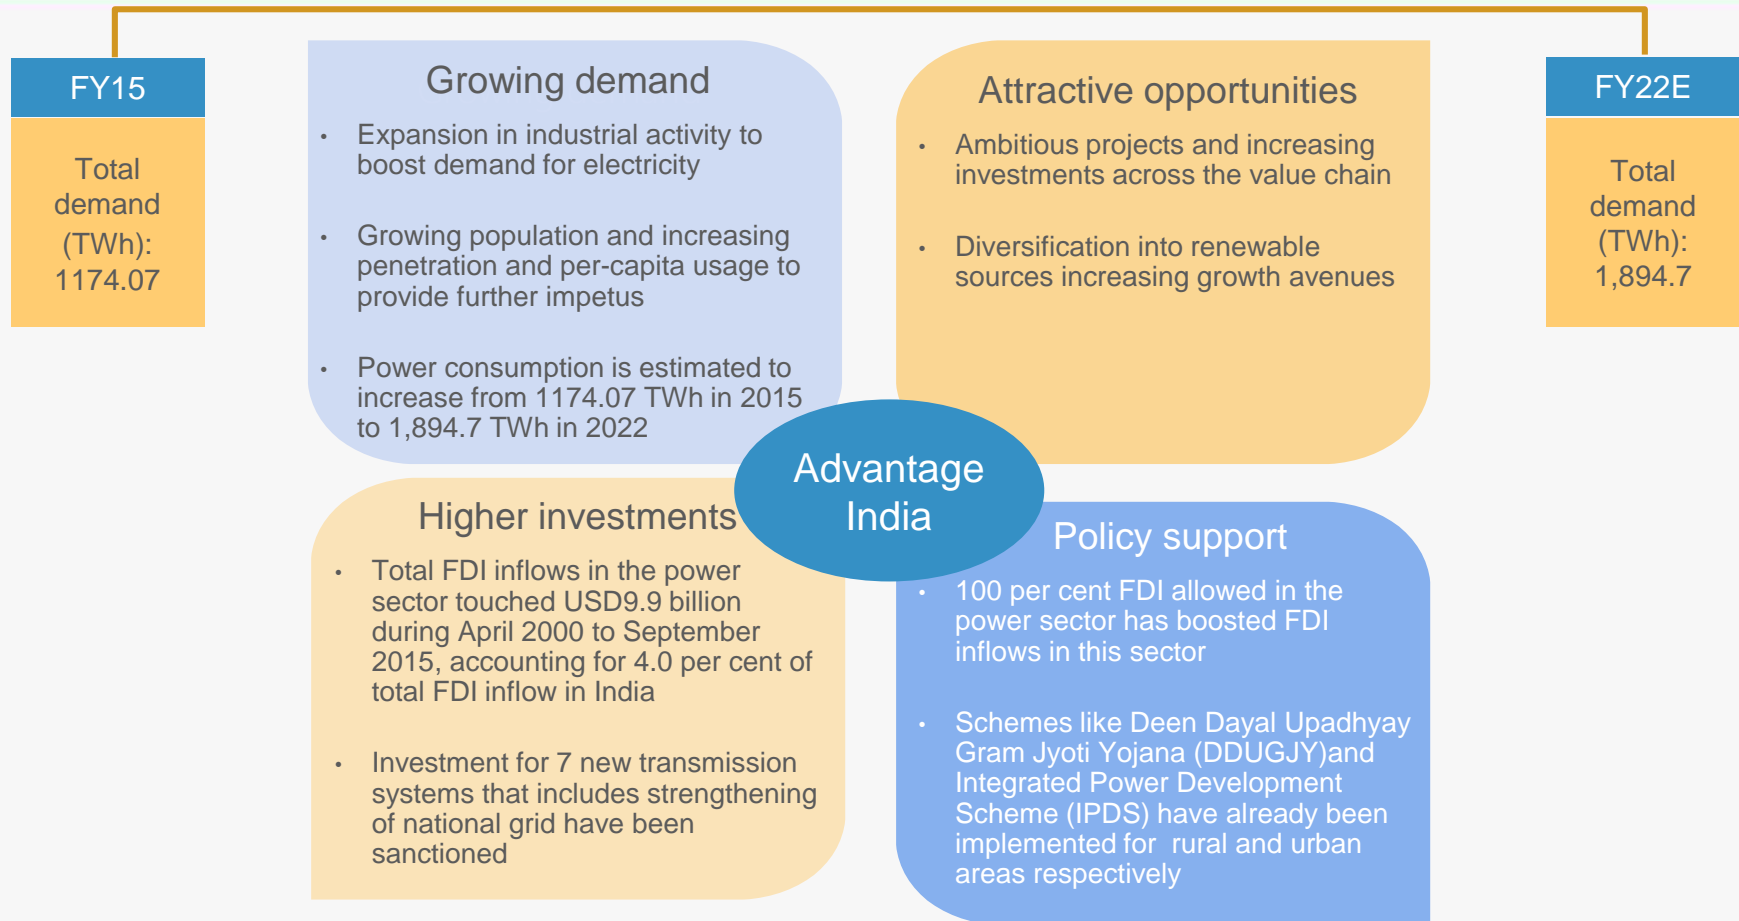 FY15
Total
demand
(TWh):
1174.07
Growing demand
• Expansion in industrial activity to
boost demand for electricity
• Growing population and increasing
penetration and per-capita usage to
provide further impetus
• Power consumption is estimated to
increase from 1174.07 TWh in 2015
to 1,894.7 TWh in 2022
Attractive opportunities
• Ambitious projects and increasing
investments across the value chain
• Diversification into renewable
sources increasing growth avenues
FY22E
Total
demand
(TWh):
1,894.7
Advantage
India
Higher investments
• Total FDI inflows in the power
sector touched USD9.9 billion
during April 2000 to September
2015, accounting for 4.0 per cent of
total FDI inflow in India
• Investment for 7 new transmission
systems that includes strengthening
of national grid have been
sanctioned
Policy support
• 100 per cent FDI allowed in the
power sector has boosted FDI
inflows in this sector
• Schemes like Deen Dayal Upadhyay
Gram Jyoti Yojana (DDUGJY)and
Integrated Power Development
Scheme (IPDS) have already been
implemented for rural and urban
areas respectively